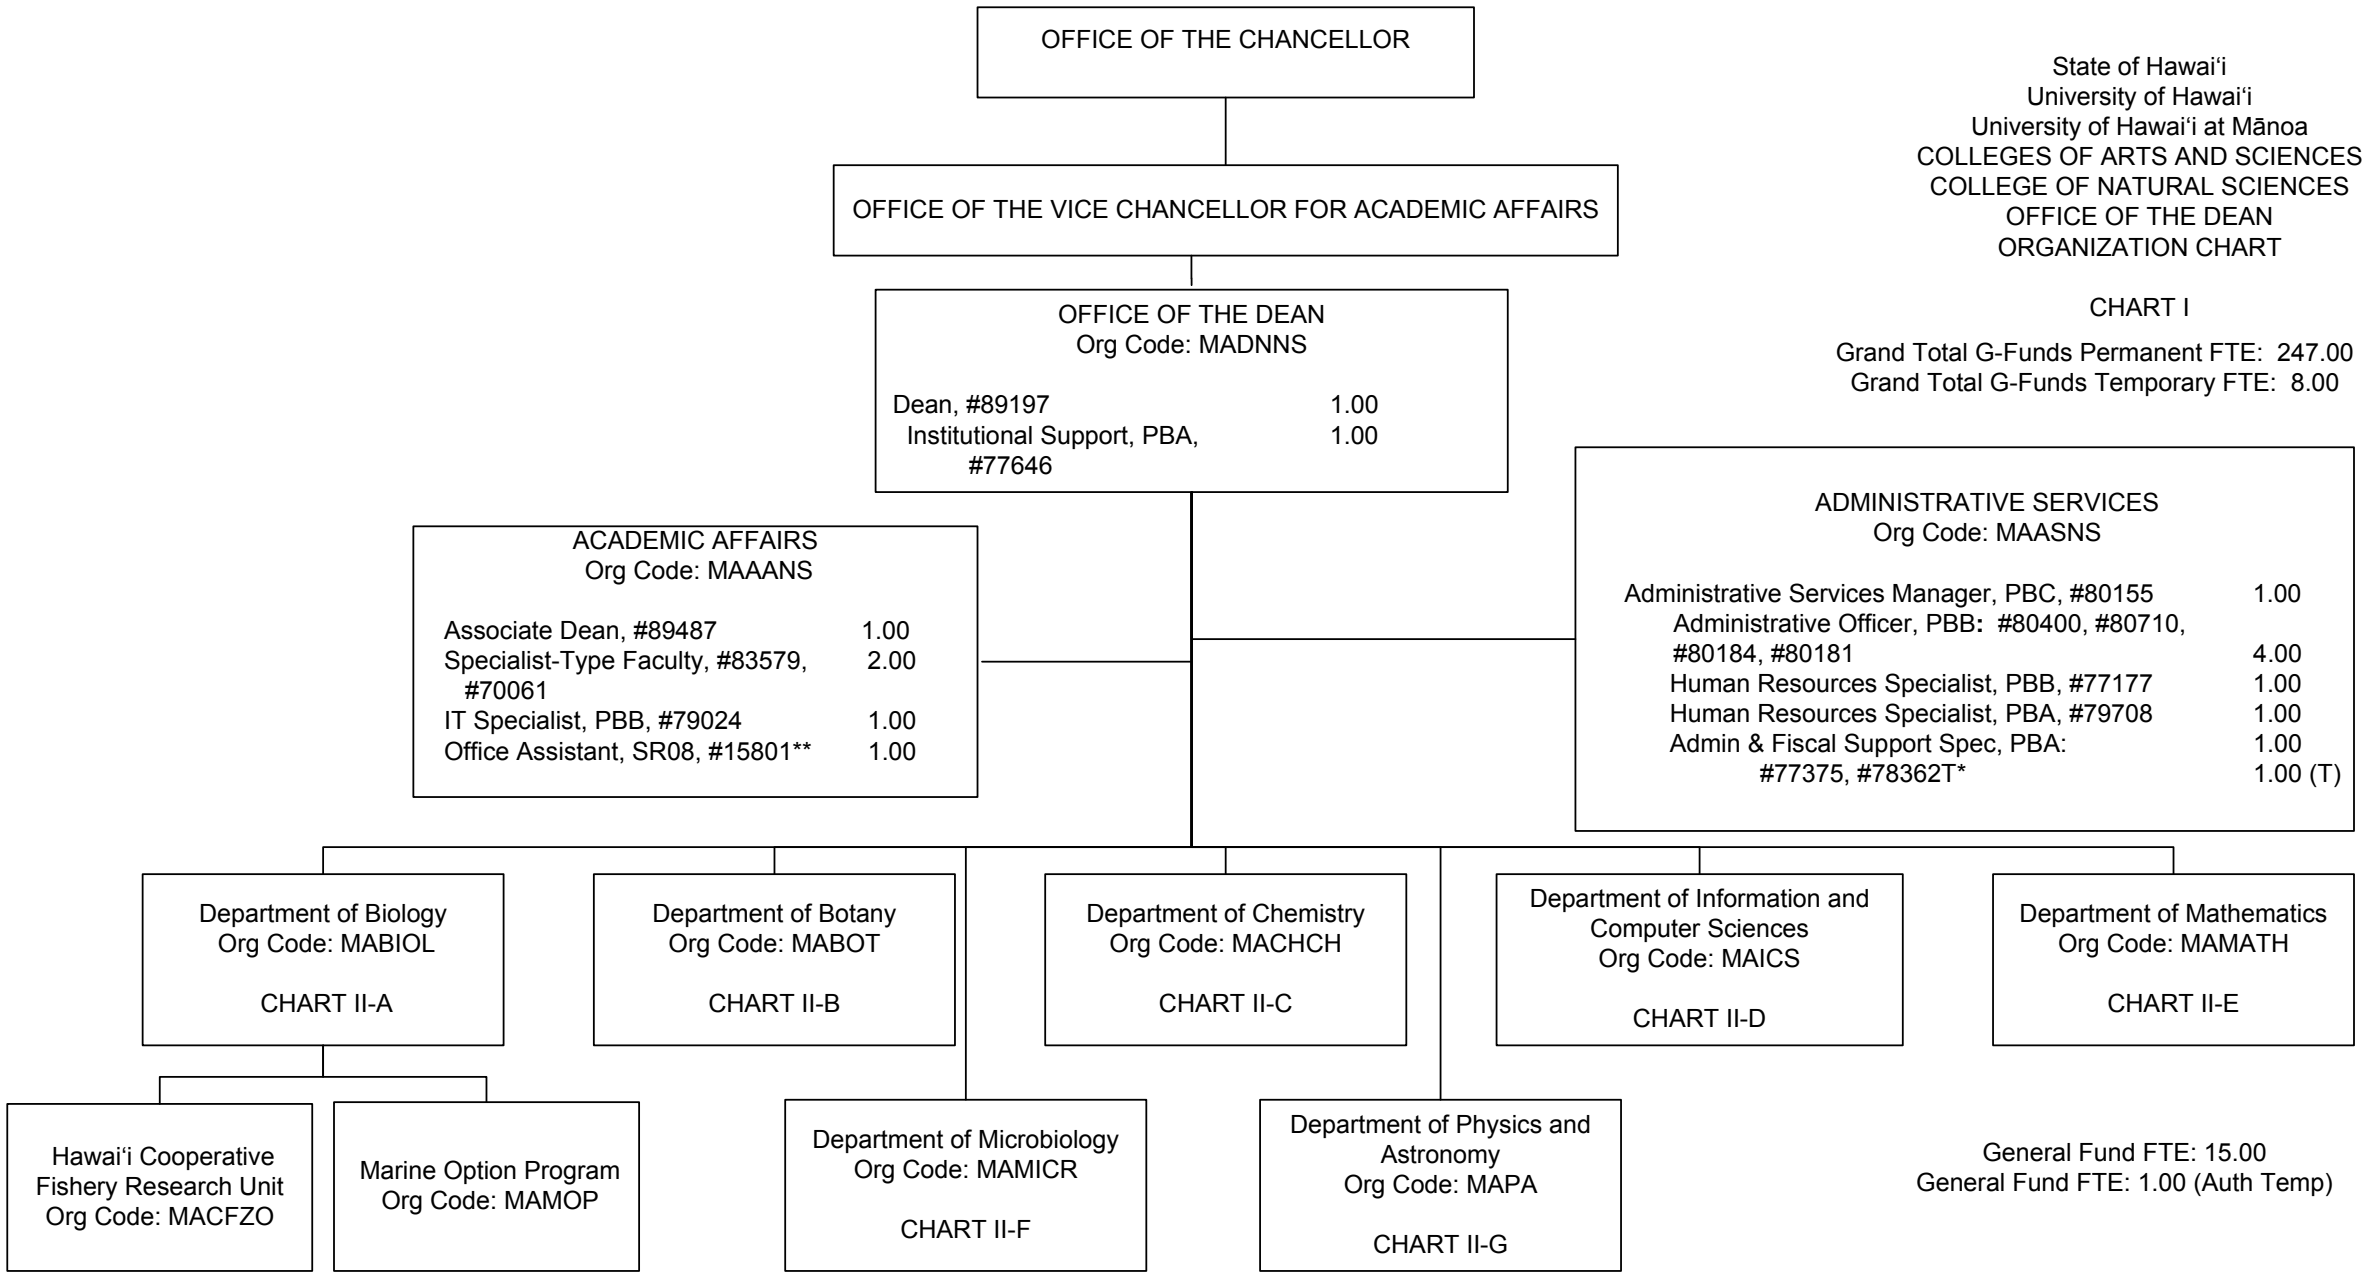 OFFICE OF THE CHANCELLOR
State of Hawaiʻi
University of Hawaiʻi
University of Hawaiʻi at Mānoa
COLLEGES OF ARTS AND SCIENCES
COLLEGE OF NATURAL SCIENCES
OFFICE OF THE DEAN
ORGANIZATION CHART
CHART I
Grand Total G-Funds Permanent FTE: 247.00
Grand Total G-Funds Temporary FTE: 8.00
OFFICE OF THE VICE CHANCELLOR FOR ACADEMIC AFFAIRS
OFFICE OF THE DEAN
Org Code: MADNNS
Dean, #89197 1.00
Institutional Support, PBA, 1.00
#77646
ACADEMIC AFFAIRS
Org Code: MAAANS
Associate Dean, #89487 1.00
Specialist-Type Faculty, #83579, 2.00
#70061
IT Specialist, PBB, #79024 1.00
Office Assistant, SR08, #15801** 1.00
ADMINISTRATIVE SERVICES
Org Code: MAASNS
Administrative Services Manager, PBC, #80155 1.00
Administrative Officer, PBB: #80400, #80710,
#80184, #80181 4.00
Human Resources Specialist, PBB, #77177 1.00
Human Resources Specialist, PBA, #79708 1.00
Admin & Fiscal Support Spec, PBA: 1.00
#77375, #78362T* 1.00 (T)
Department of Biology
Org Code: MABIOL
CHART II-A
Department of Botany
Org Code: MABOT
CHART II-B
Department of Chemistry
Org Code: MACHCH
CHART II-C
Department of Information and
Computer Sciences
Org Code: MAICS
CHART II-D
Department of Mathematics
Org Code: MAMATH
CHART II-E
Hawaiʻi Cooperative
Fishery Research Unit
Org Code: MACFZO
Marine Option Program
Org Code: MAMOP
Department of Microbiology
Org Code: MAMICR
CHART II-F
Department of Physics and
Astronomy
Org Code: MAPA
CHART II-G
General Fund FTE: 15.00
General Fund FTE: 1.00 (Auth Temp)